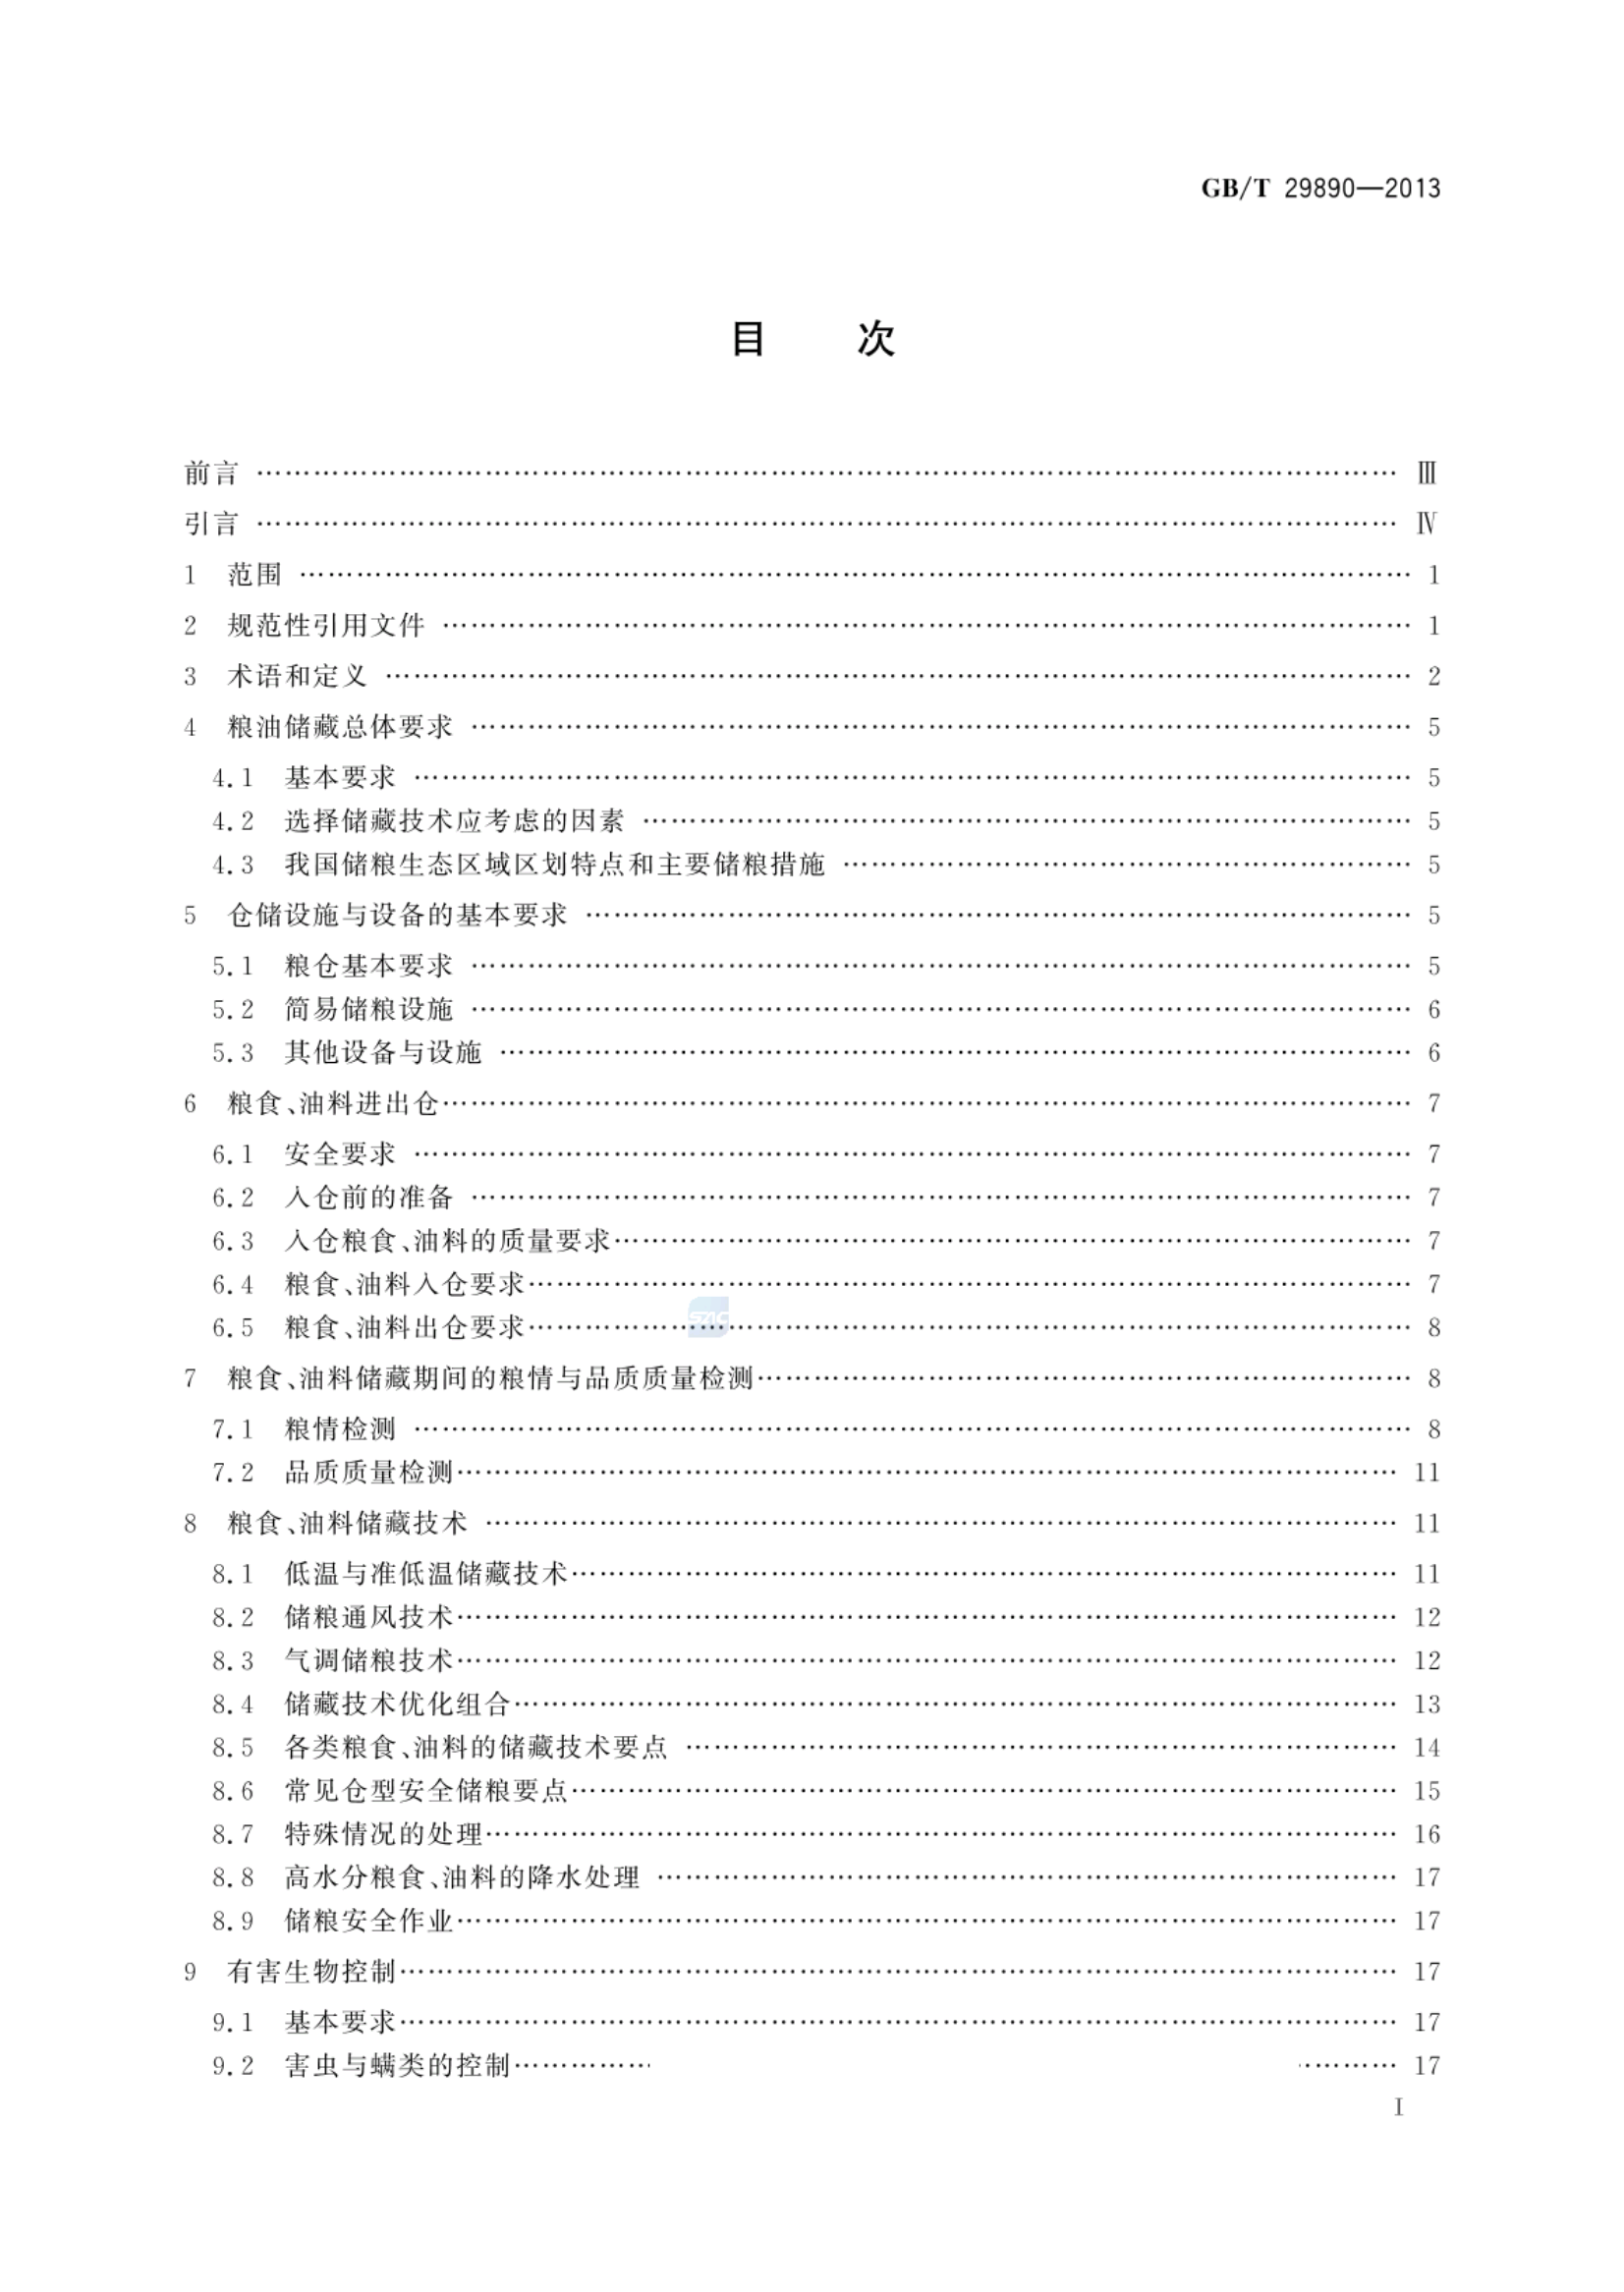 GB/T 29890—2013
目 次
前言 …………………………………………………………………………………………… Ⅲ
引言 …………………………………………………………………………………………… Ⅳ
1 范围 ………………………………………………………………………………………… 1
2 规范性引用文件 …………………………………………………………………………… 1
3 术语和定义 ………………………………………………………………………………… 2
4 粮油储藏总体要求 ………………………………………………………………………… 5
4.1 基本要求 ………………………………………………………………………………… 5
4.2 选择储藏技术应考虑的因素 …………………………………………………………… 5
4.3 我国储粮生态区域区划特点和主要储粮措施 ………………………………………… 5
5 仓储设施与设备的基本要求 ……………………………………………………………… 5
5.1 粮仓基本要求 …………………………………………………………………………… 5
5.2 简易储粮设施 …………………………………………………………………………… 6
5.3 其他设备与设施 ………………………………………………………………………… 6
6 粮食、油料进出仓………………………………………………………………………… 7
6.1 安全要求 ………………………………………………………………………………… 7
6.2 入仓前的准备 …………………………………………………………………………… 7
6.3 入仓粮食、油料的质量要求…………………………………………………………… 7
6.4 粮食、油料入仓要求…………………………………………………………………… 7
6.5 粮食、油料出仓要求…………………………………………………………………… 8
7 粮食、油料储藏期间的粮情与品质质量检测…………………………………………… 8
7.1 粮情检测 ………………………………………………………………………………… 8
7.2 品质质量检测…………………………………………………………………………… 11
8 粮食、油料储藏技术 ……………………………………………………………………… 11
8.1 低温与准低温储藏技术………………………………………………………………… 11
8.2 储粮通风技术…………………………………………………………………………… 12
8.3 气调储粮技术…………………………………………………………………………… 12
8.4 储藏技术优化组合……………………………………………………………………… 13
8.5 各类粮食、油料的储藏技术要点 ……………………………………………………… 14
8.6 常见仓型安全储粮要点………………………………………………………………… 15
8.7 特殊情况的处理………………………………………………………………………… 16
8.8 高水分粮食、油料的降水处理 ………………………………………………………… 17
8.9 储粮安全作业…………………………………………………………………………… 17
9 有害生物控制……………………………………………………………………………… 17
9.1 基本要求………………………………………………………………………………… 17
9.2 害虫与螨类的控制…………… ………… 17
I
SZIC